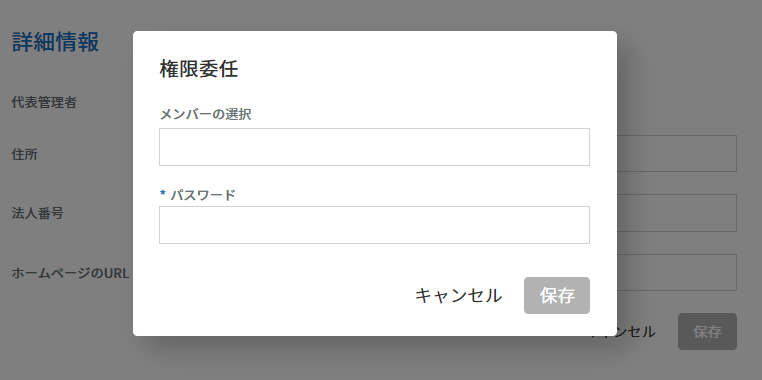 詳細情報
権限委任
代表管理者
メンバーの選択
住所
* パスワード
法人番号
ホームページのURL
キャンセル 保存
ャンセル 保存